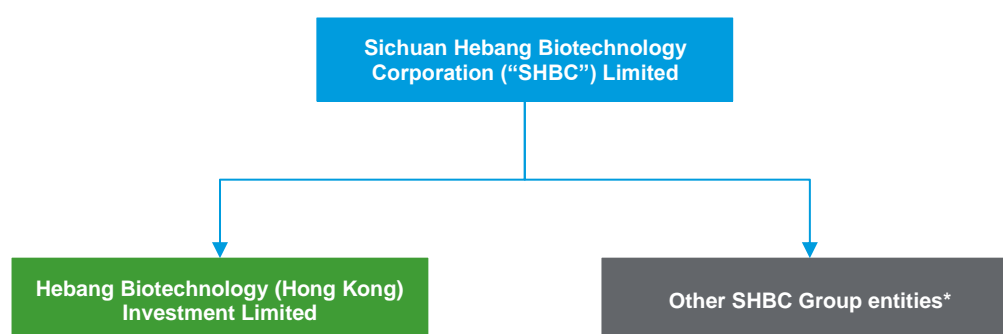 Sichuan Hebang Biotechnology
Corporation (“SHBC”) Limited
Hebang Biotechnology (Hong Kong)
Investment Limited
Other SHBC Group entities*